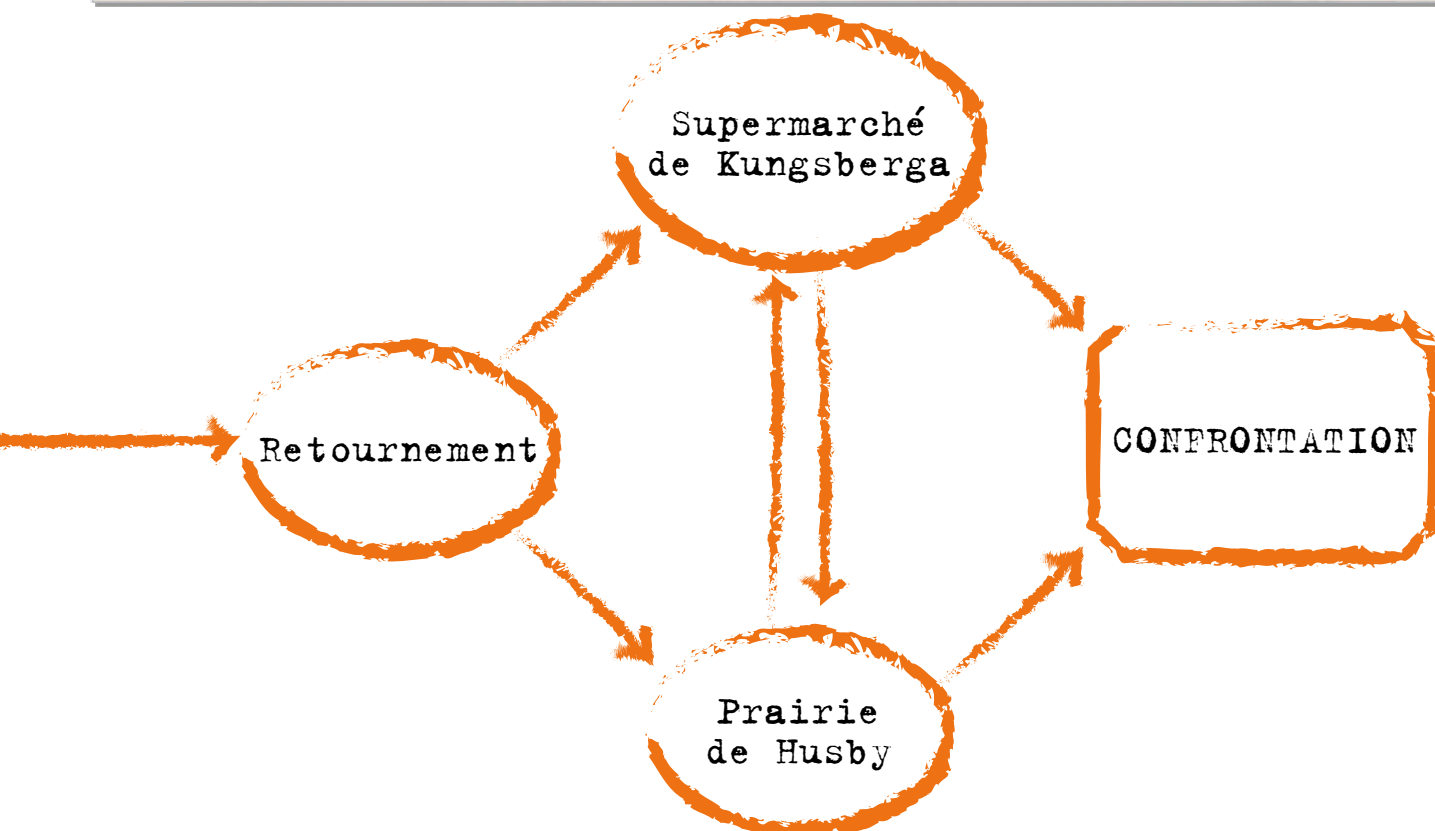 Supermarché
de Kungsberga
Retournement
CONFRONTATION
Prairie
de Husby